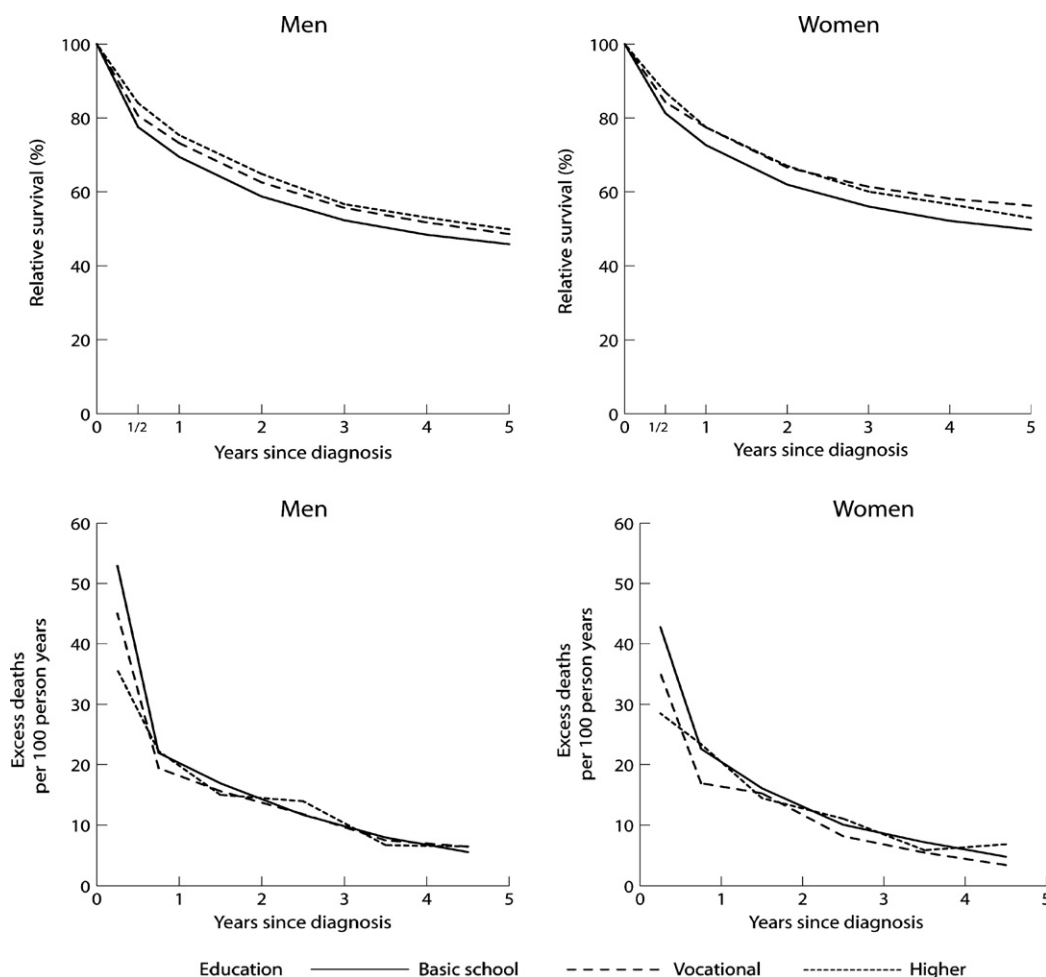 Men
Women
100
80
60
40
20
0
Relative survival (%)
0 1/2 1 2 3 4 5
Years since diagnosis
100
80
60
40
20
0
Relative survival (%)
0 1/2 1 2 3 4 5
Years since diagnosis
Men
Women
60
50
40
30
20
10
0
Excess deaths
per 100 person years
0 1 2 3 4 5
Years since diagnosis
60
50
40
30
20
10
0
Excess deaths
per 100 person years
0 1 2 3 4 5
Years since diagnosis
Education Basic school Vocational Higher